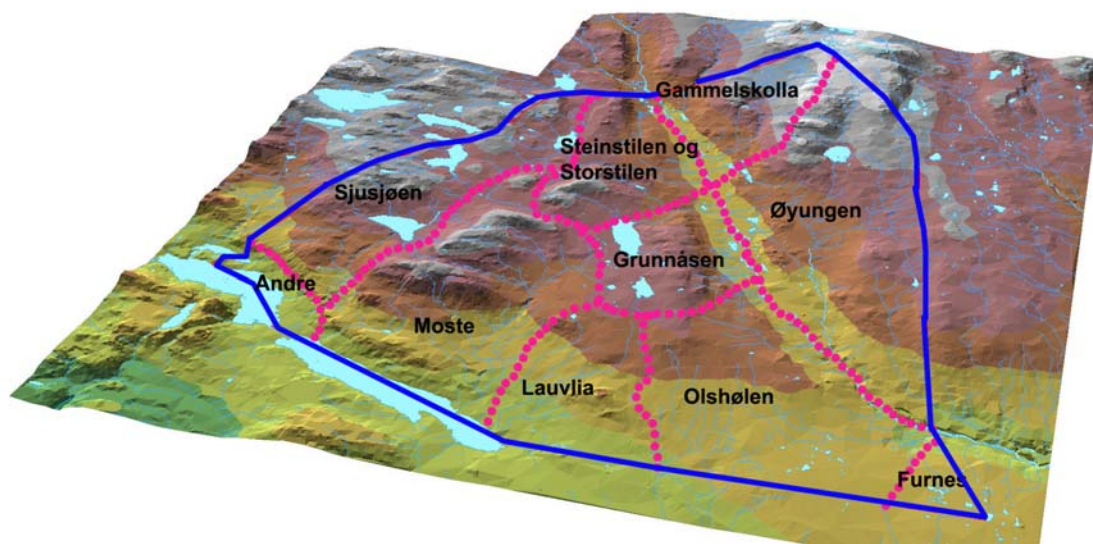 Gammelskolla
Steinstilen og
Storstilen
Sjusjøen
Øyungen
Grunnåsen
Andre
Moste
Lauvlia
Olshølen
Furnes